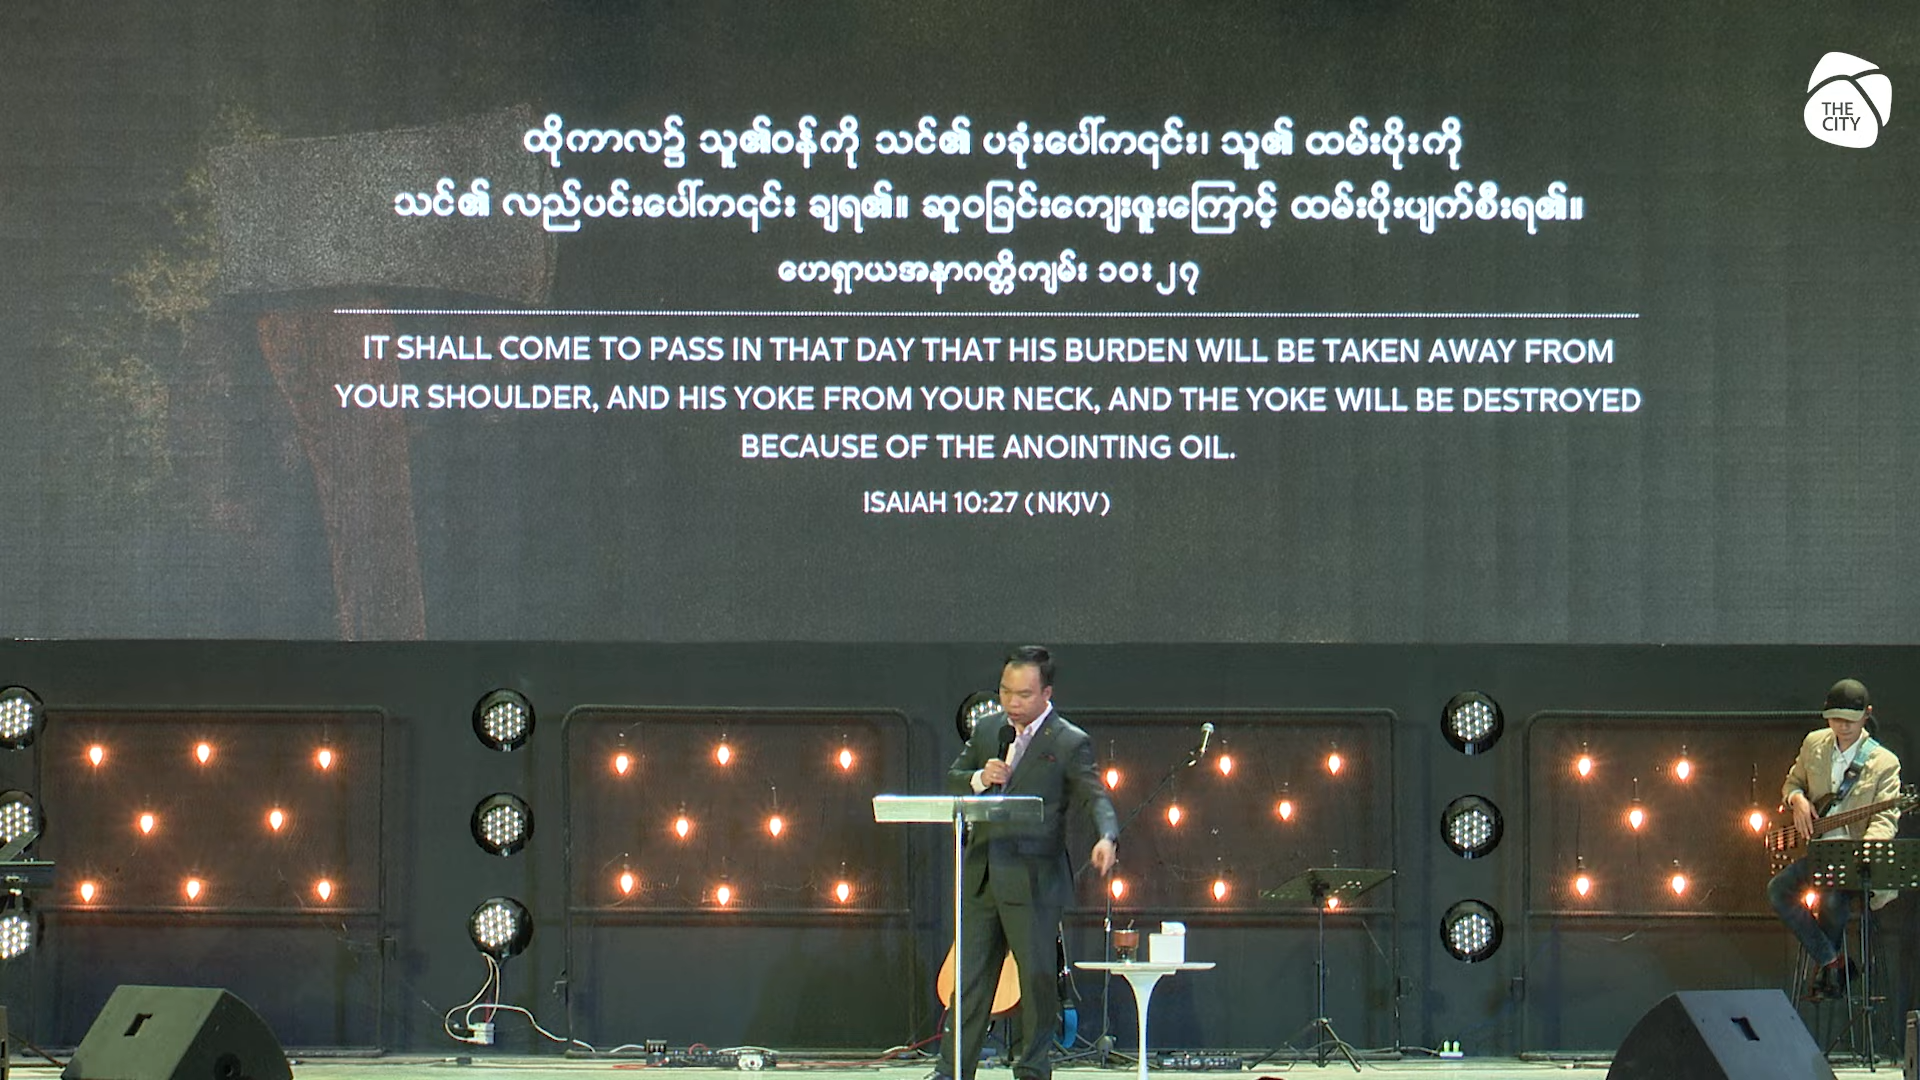 ထိုကာလ၌ သူ၏ဝန်ကို သင်၏ ပခုံးပေါ်က၎င်း၊ သူ၏ ထမ်းပိုးကို
သင်၏ လည်ပင်းပေါ်က၎င်း ချရ၏။ ဆူဝခြင်းကျေးဇူးကြောင့် ထမ်းပိုးပျက်စီးရ၏။
ဟေရှာယအနာဂတ္တိကျမ်း ၁၀း၂၇
IT SHALL COME TO PASS IN THAT DAY THAT HIS BURDEN WILL BE TAKEN AWAY FROM
YOUR SHOULDER, AND HIS YOKE FROM YOUR NECK, AND THE YOKE WILL BE DESTROYED
BECAUSE OF THE ANOINTING OIL.
ISAIAH 10:27 (NKJV)
THE
CITY